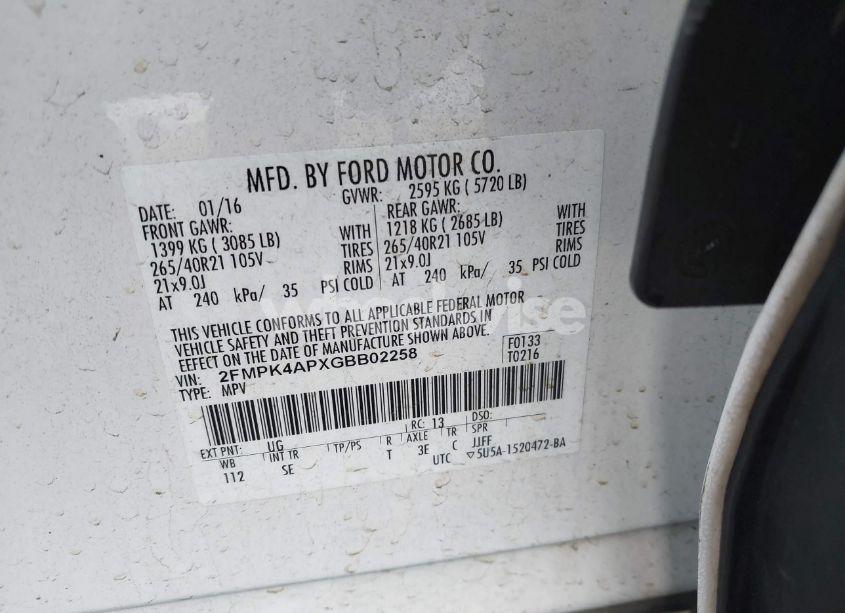 MFD. BY FORD MOTOR CO.
DATE: 01/16 GVWR: 2595 KG ( 5720 LB)
FRONT GAWR: REAR GAWR:
1399 KG ( 3085 LB) WITH 1218 KG ( 2685 LB) WITH
265/40R21 105V TIRES 265/40R21 105V TIRES
21x9.0J RIMS 21x9.0J RIMS
AT 240 kPa/ 35 PSI COLD AT 240 kPa/ 35 PSI COLD
THIS VEHICLE CONFORMS TO ALL APPLICABLE FEDERAL MOTOR
VEHICLE SAFETY AND THEFT PREVENTION STANDARDS IN
EFFECT ON THE DATE OF MANUFACTURE SHOWN ABOVE.
VIN: 2FMPK4APXGBB02258 F0133
TYPE: MPV T0216
EXT PNT: UG RC: 13 DSO:
WB INT TR TP/PS R AXLE TR SPR
112 SE T 3E C JJFF
UTC ▽5U5A-1520472-BA